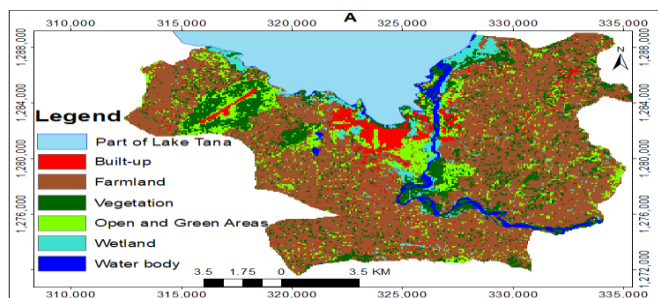 A
310,000 315,000 320,000 325,000 330,000 335,000
1,288,000
1,284,000
1,280,000
1,276,000
1,272,000
N
Legend
Part of Lake Tana
Built-up
Farmland
Vegetation
Open and Green Areas
Wetland
Water body
3.5 1.75 0 3.5 KM
1,288,000
1,284,000
1,280,000
1,276,000
1,272,000
310,000 315,000 320,000 325,000 330,000 335,000